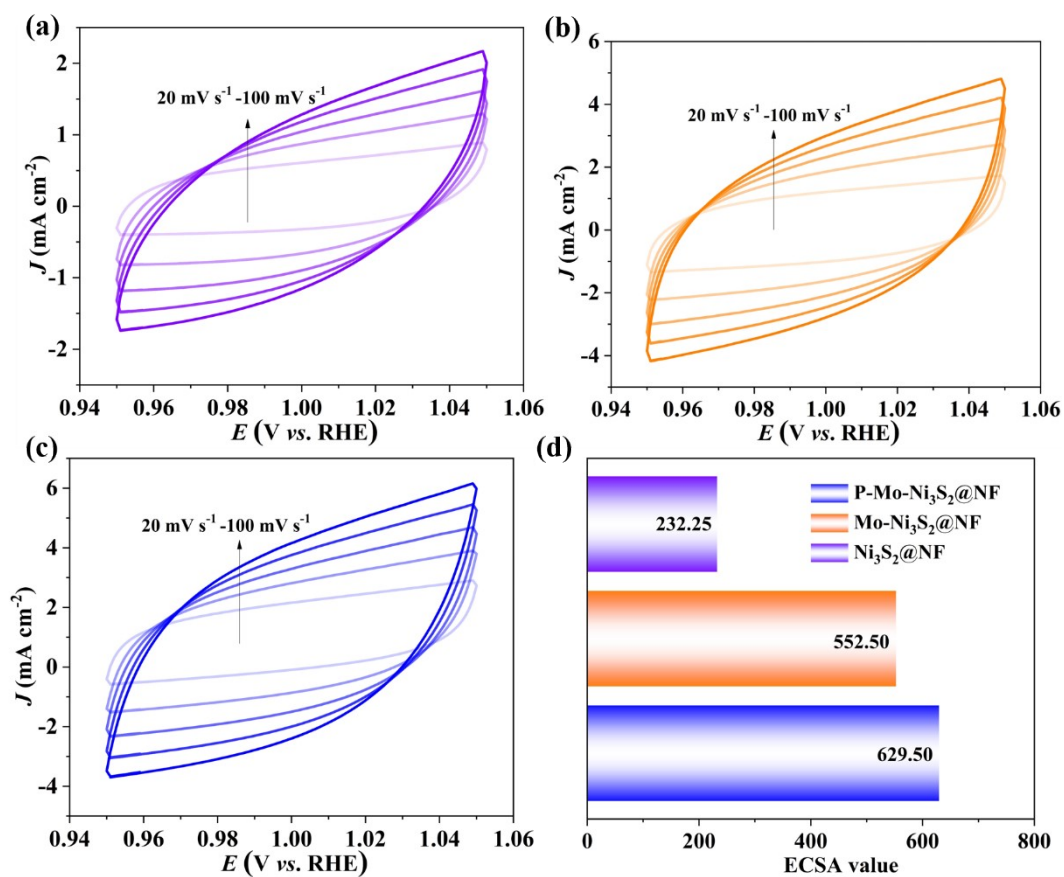 (a)
20 mV s⁻¹ -100 mV s⁻¹
J (mA cm⁻²)
2
1
0
-1
-2
0.94 0.96 0.98 1.00 1.02 1.04 1.06
E (V vs. RHE)
(b)
20 mV s⁻¹ -100 mV s⁻¹
J (mA cm⁻²)
6
4
2
0
-2
-4
0.94 0.96 0.98 1.00 1.02 1.04 1.06
E (V vs. RHE)
(c)
20 mV s⁻¹ -100 mV s⁻¹
J (mA cm⁻²)
6
4
2
0
-2
-4
0.94 0.96 0.98 1.00 1.02 1.04 1.06
E (V vs. RHE)
(d)
P-Mo-Ni₃S₂@NF
Mo-Ni₃S₂@NF
Ni₃S₂@NF
232.25
552.50
629.50
0 200 400 600 800
ECSA value